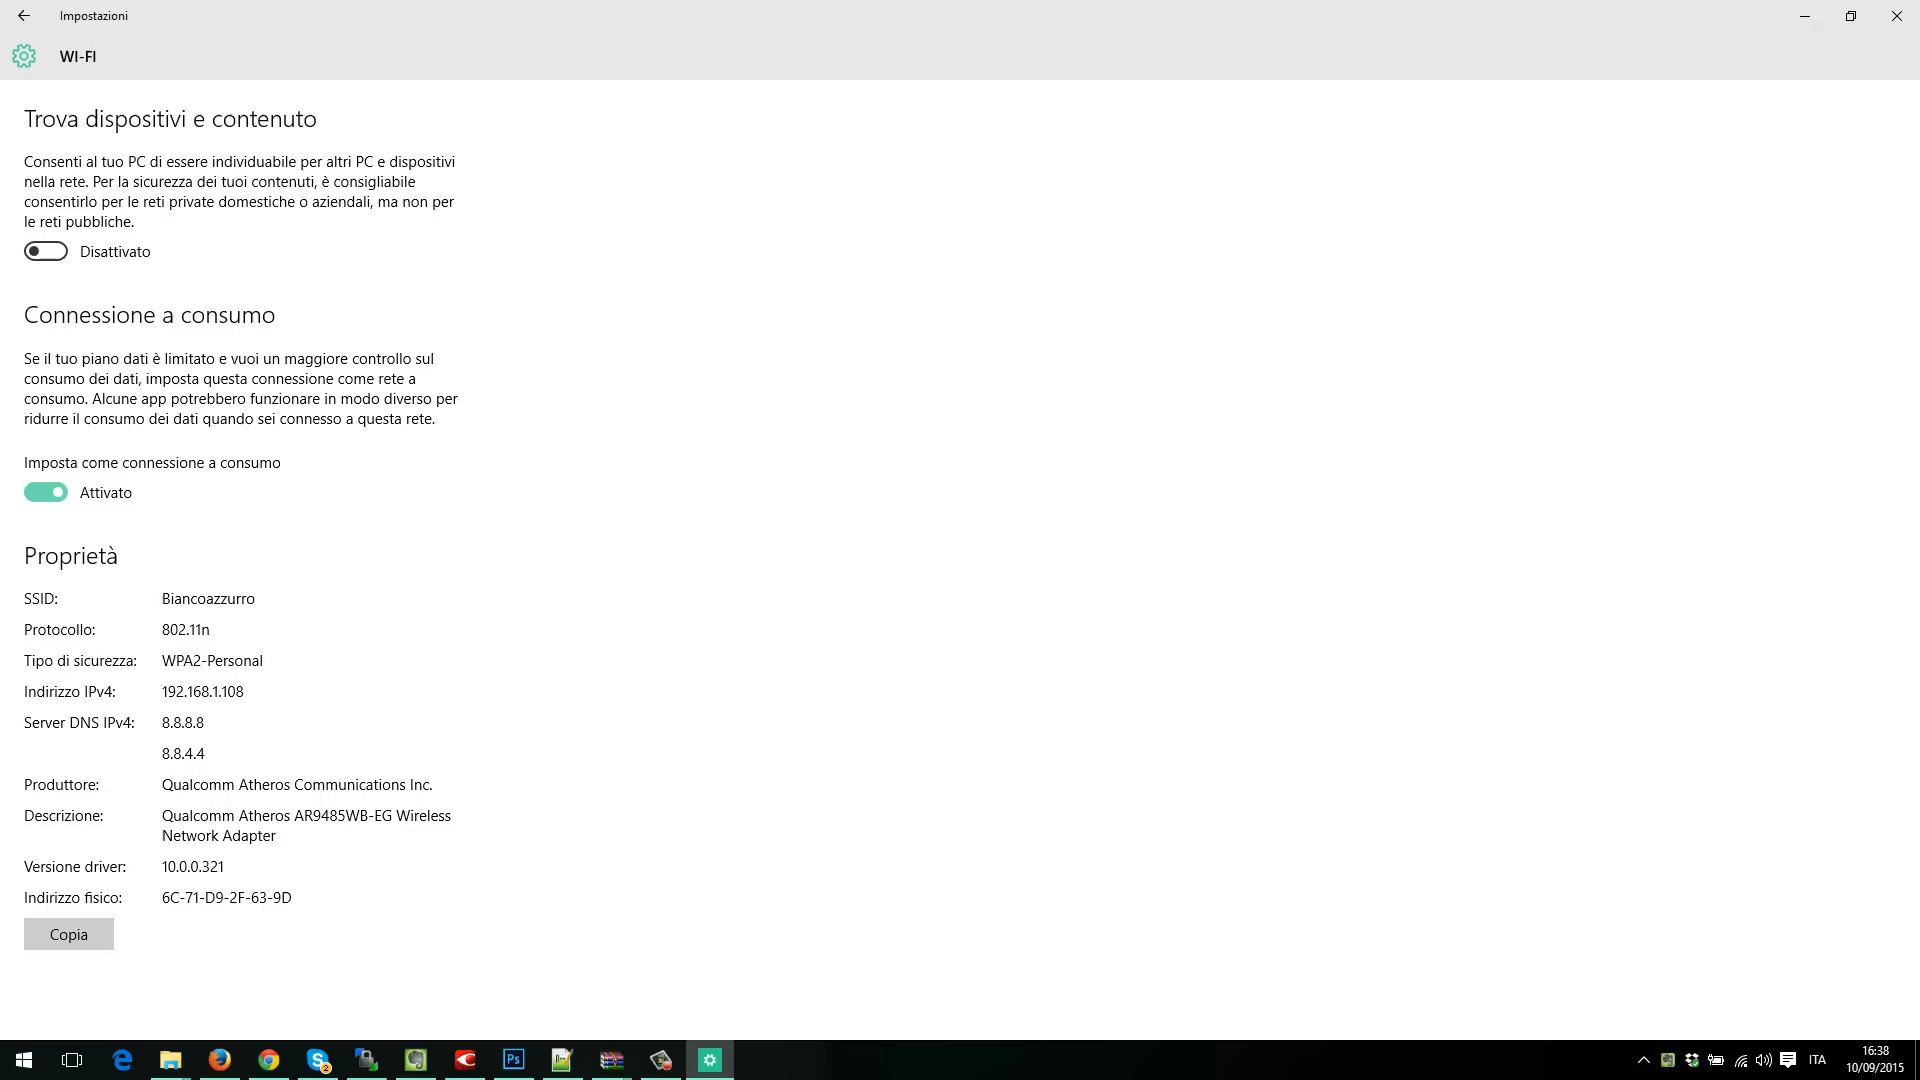 Impostazioni
WI-FI
Trova dispositivi e contenuto
Consenti al tuo PC di essere individuabile per altri PC e dispositivi
nella rete. Per la sicurezza dei tuoi contenuti, è consigliabile
consentirlo per le reti private domestiche o aziendali, ma non per
le reti pubbliche.
Disattivato
Connessione a consumo
Se il tuo piano dati è limitato e vuoi un maggiore controllo sul
consumo dei dati, imposta questa connessione come rete a
consumo. Alcune app potrebbero funzionare in modo diverso per
ridurre il consumo dei dati quando sei connesso a questa rete.
Imposta come connessione a consumo
Attivato
Proprietà
SSID: Biancoazzurro
Protocollo: 802.11n
Tipo di sicurezza: WPA2-Personal
Indirizzo IPv4: 192.168.1.108
Server DNS IPv4: 8.8.8.8
8.8.4.4
Produttore: Qualcomm Atheros Communications Inc.
Descrizione: Qualcomm Atheros AR9485WB-EG Wireless
Network Adapter
Versione driver: 10.0.0.321
Indirizzo fisico: 6C-71-D9-2F-63-9D
Copia
2
Ps
ITA
16:38
10/09/2015